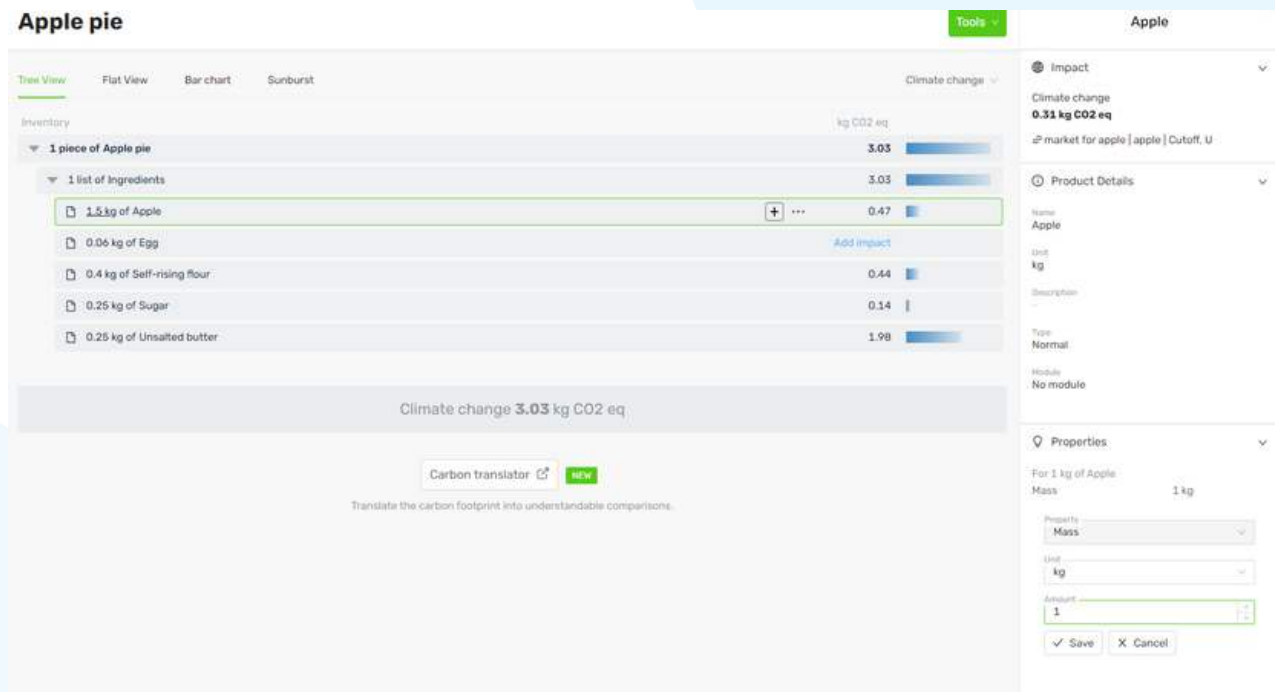 Apple pie
Tools
Apple
Tree View Flat View Bar chart Sunburst
Climate change
Inventory
kg CO2 eq
1 piece of Apple pie 3.03
1 list of Ingredients 3.03
1.5 kg of Apple + ... 0.47
0.06 kg of Egg Add impact
0.4 kg of Self-rising flour 0.44
0.25 kg of Sugar 0.14
0.25 kg of Unsalted butter 1.98
Climate change 3.03 kg CO2 eq
Carbon translator NEW
Translate the carbon footprint into understandable comparisons.
Impact
Climate change
0.31 kg CO2 eq
market for apple | apple | Cutoff, U
Product Details
Name
Apple
Unit
kg
Description
-
Type
Normal
Module
No module
Properties
For 1 kg of Apple
Mass 1 kg
Property
Mass
Unit
kg
Amount
1
Save X Cancel